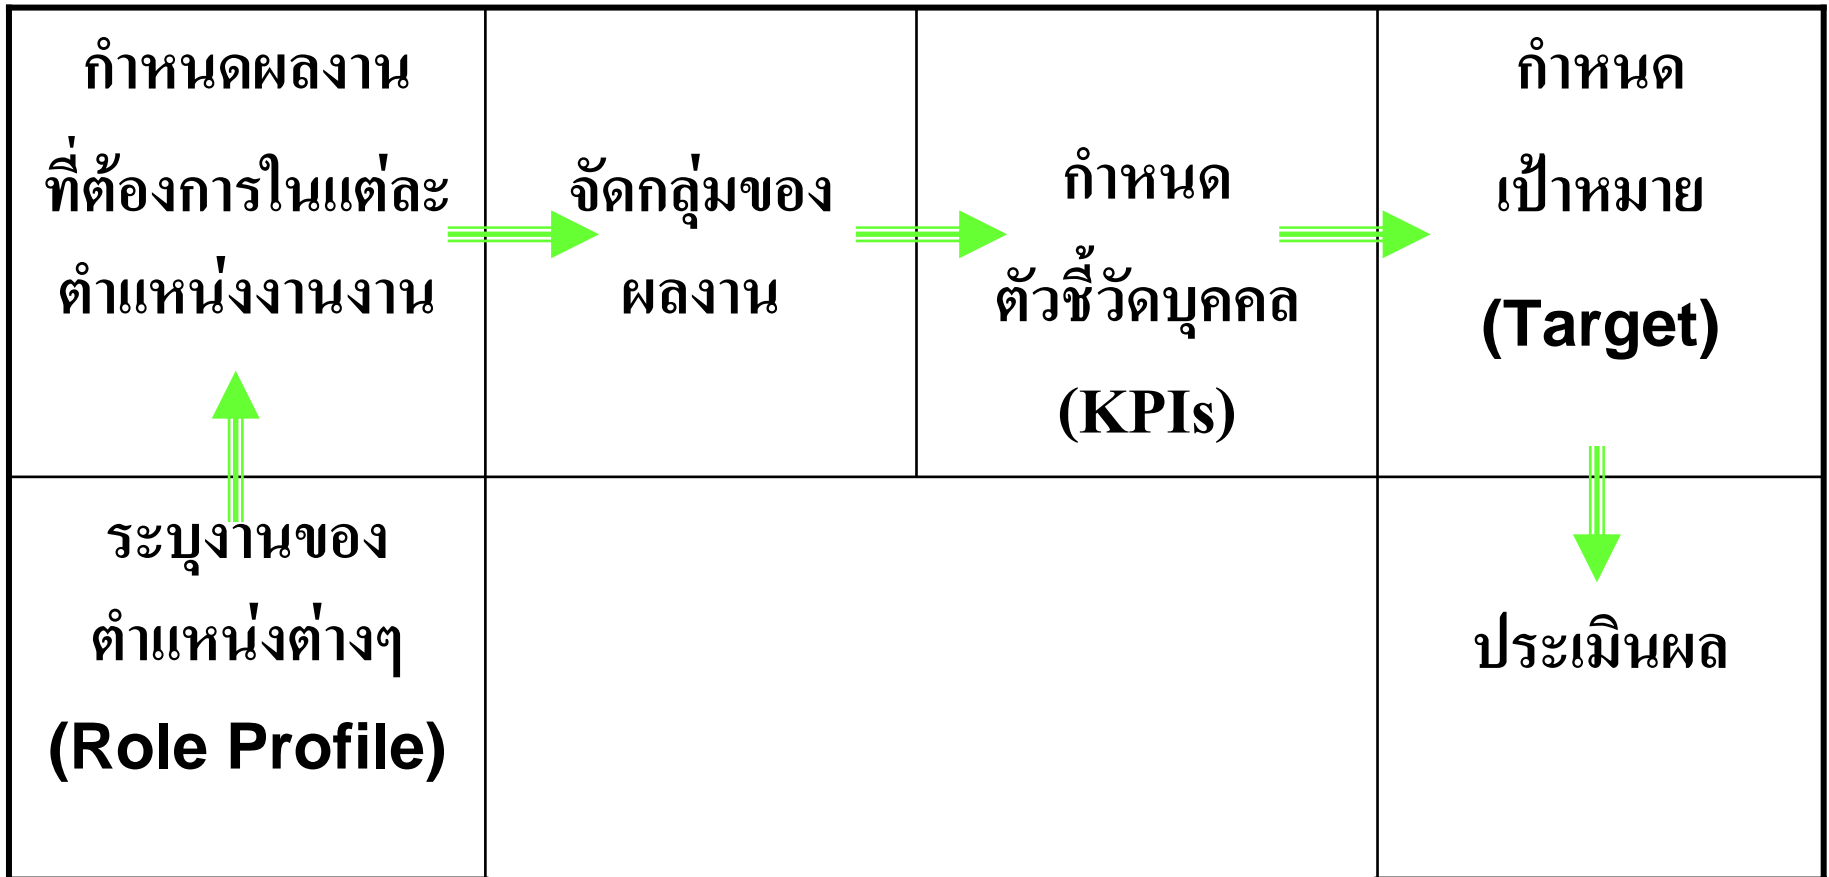 กำหนดผลงาน
ที่ต้องการในแต่ละ
ตำแหน่งงานงาน
จัดกลุ่มของ
ผลงาน
กำหนด
ตัวชี้วัดบุคคล
(KPIs)
กำหนด
เป้าหมาย
(Target)
ระบุงานของ
ตำแหน่งต่างๆ
(Role Profile)
ประเมินผล